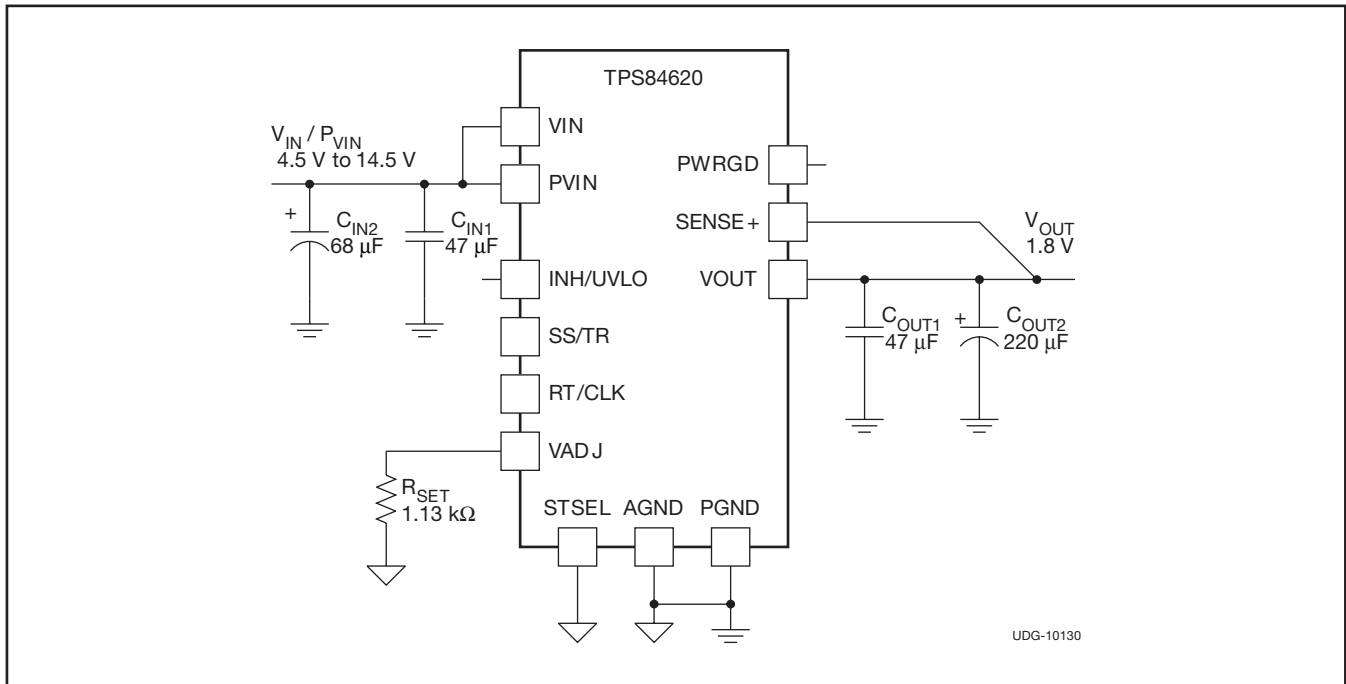 TPS84620
VIN
V_IN / P_VIN
4.5 V to 14.5 V
PVIN
PWRGD
+
C_IN2
68 µF
C_IN1
47 µF
SENSE+
V_OUT
1.8 V
INH/UVLO
VOUT
SS/TR
C_OUT1
47 µF
+
C_OUT2
220 µF
RT/CLK
VADJ
R_SET
1.13 kΩ
STSEL
AGND
PGND
UDG-10130